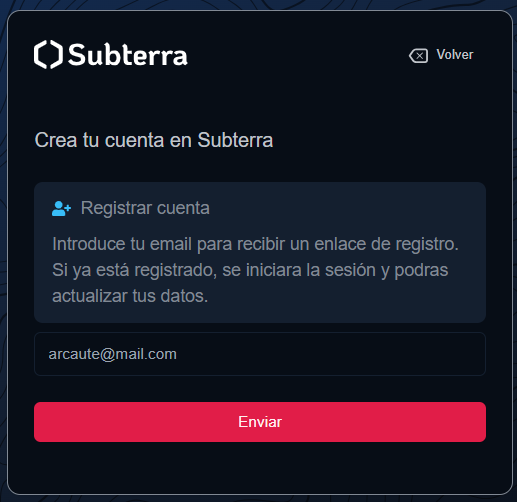 Subterra
Volver
Crea tu cuenta en Subterra
Registrar cuenta
Introduce tu email para recibir un enlace de registro.
Si ya está registrado, se iniciara la sesión y podras
actualizar tus datos.
arcaute@mail.com
Enviar